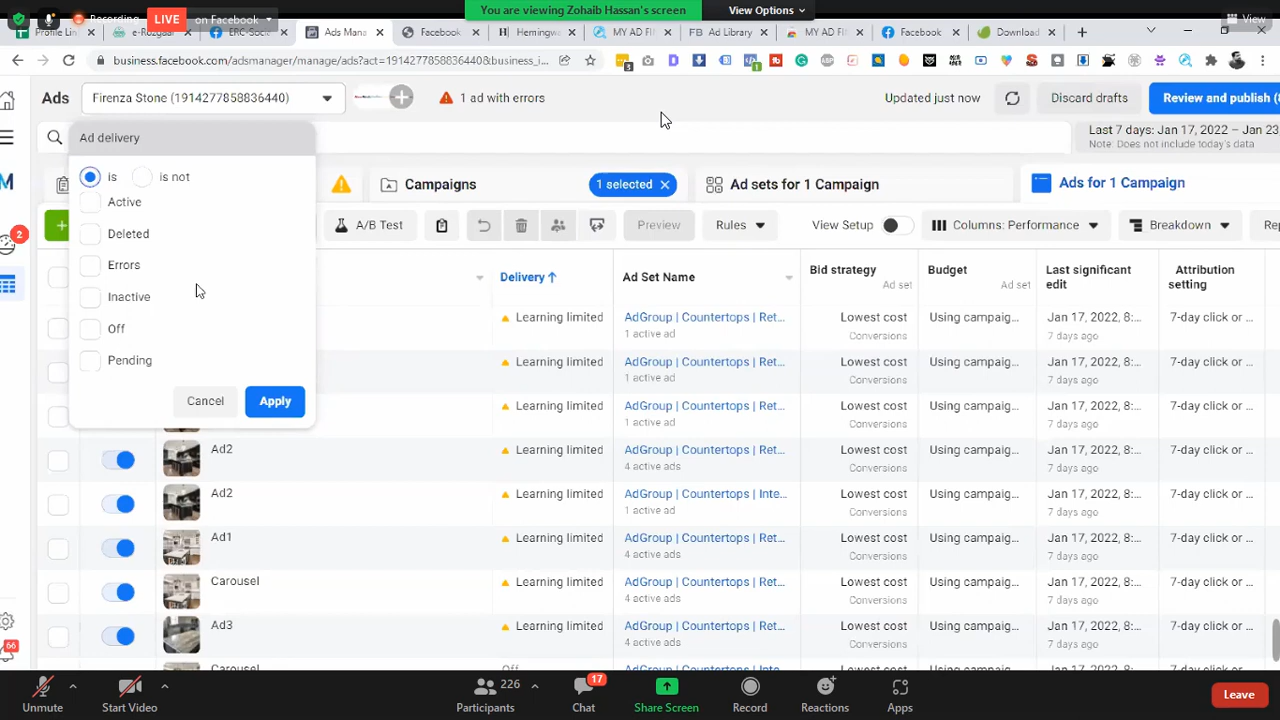 You are viewing Zohaib Hassan's screen
View Options
View
Recording
LIVE
on Facebook
Profile Lin
e-Rozga
ERC-Soci
Ads Mana
Facebook
Hemingw
MY AD FI
Ad Library
MY AD FI
Facebook
Download
business.facebook.com/adsmanager/manage/ads?act=1914277858836440&business_i...
Ads
Firenza Stone (1914277858836440)
1 ad with errors
Updated just now
Discard drafts
Review and publish (
Ad delivery
Last 7 days: Jan 17, 2022 – Jan 23
Note: Does not include today's data
is
is not
Campaigns
1 selected
Ad sets for 1 Campaign
Ads for 1 Campaign
Active
Deleted
Errors
Inactive
Off
Pending
Cancel
Apply
A/B Test
Preview
Rules
View Setup
Columns: Performance
Breakdown
Rep
2
Delivery
Ad Set Name
Bid strategy
Ad set
Budget
Ad set
Last significant edit
Attribution setting
Learning limited
AdGroup | Countertops | Ret...
1 active ad
Lowest cost
Conversions
Using campaig...
Jan 17, 2022, 8:...
7 days ago
7-day click or ...
Learning limited
AdGroup | Countertops | Ret...
1 active ad
Lowest cost
Conversions
Using campaig...
Jan 17, 2022, 8:...
7 days ago
7-day click or ...
Learning limited
AdGroup | Countertops | Ret...
1 active ad
Lowest cost
Conversions
Using campaig...
Jan 17, 2022, 8:...
7 days ago
7-day click or ...
Ad2
Learning limited
AdGroup | Countertops | Ret...
4 active ads
Lowest cost
Conversions
Using campaig...
Jan 17, 2022, 8:...
7 days ago
7-day click or ...
Ad2
Learning limited
AdGroup | Countertops | Inte...
1 active ad
Lowest cost
Conversions
Using campaig...
Jan 17, 2022, 8:...
7 days ago
7-day click or ...
Ad1
Learning limited
AdGroup | Countertops | Ret...
4 active ads
Lowest cost
Conversions
Using campaig...
Jan 17, 2022, 8:...
7 days ago
7-day click or ...
Carousel
Learning limited
AdGroup | Countertops | Ret...
4 active ads
Lowest cost
Conversions
Using campaig...
Jan 17, 2022, 8:...
7 days ago
7-day click or ...
Ad3
Learning limited
AdGroup | Countertops | Ret...
4 active ads
Lowest cost
Conversions
Using campaig...
Jan 17, 2022, 8:...
7 days ago
7-day click or ...
66
Unmute
Start Video
226
Participants
17
Chat
Share Screen
Record
Reactions
Apps
Leave